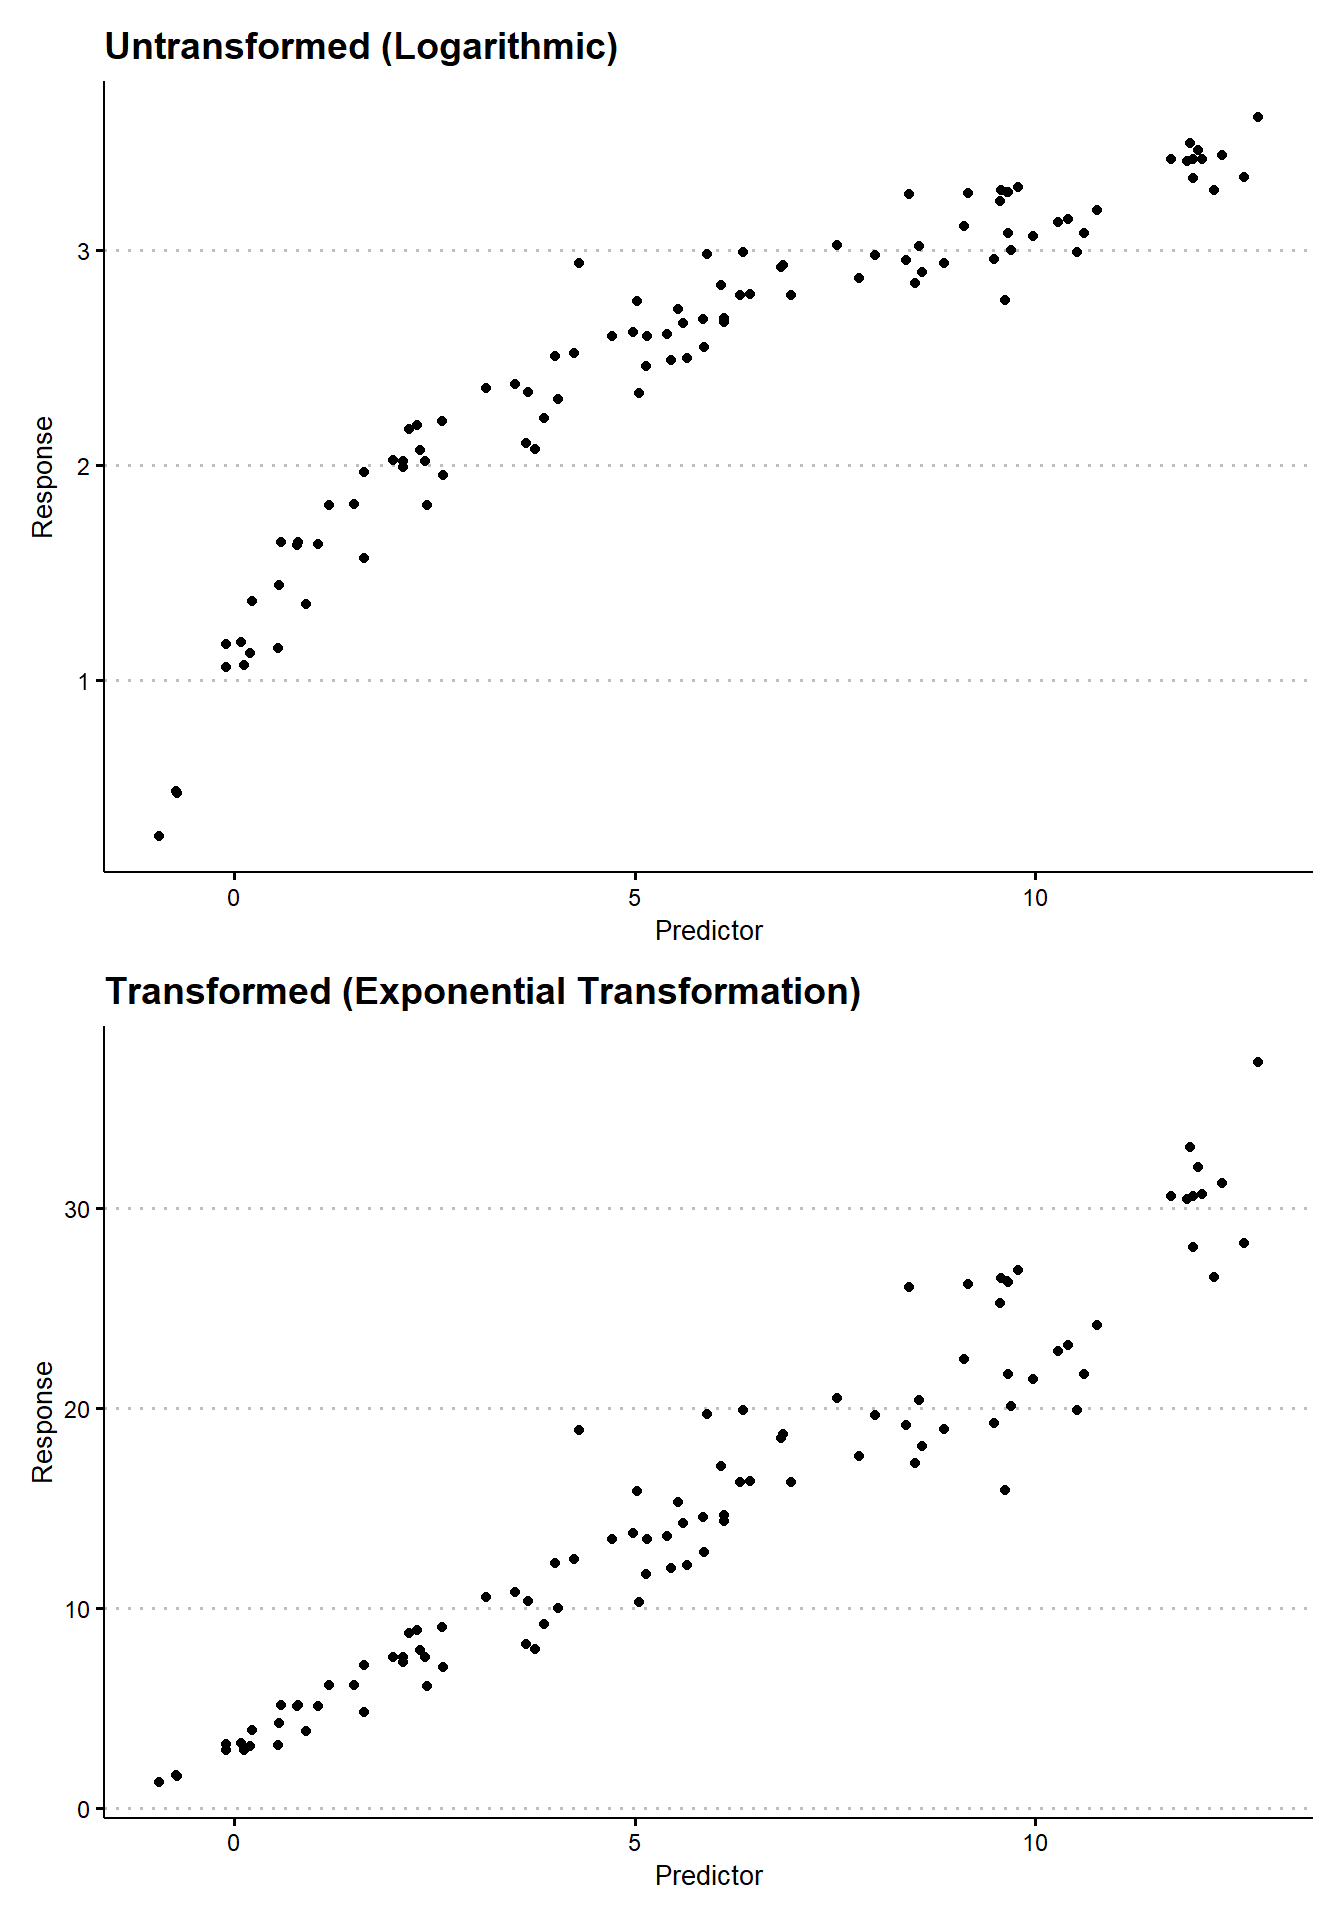 Untransformed (Logarithmic)
3
2
1
Response
0 5 10
Predictor
Transformed (Exponential Transformation)
30
20
10
0
Response
0 5 10
Predictor